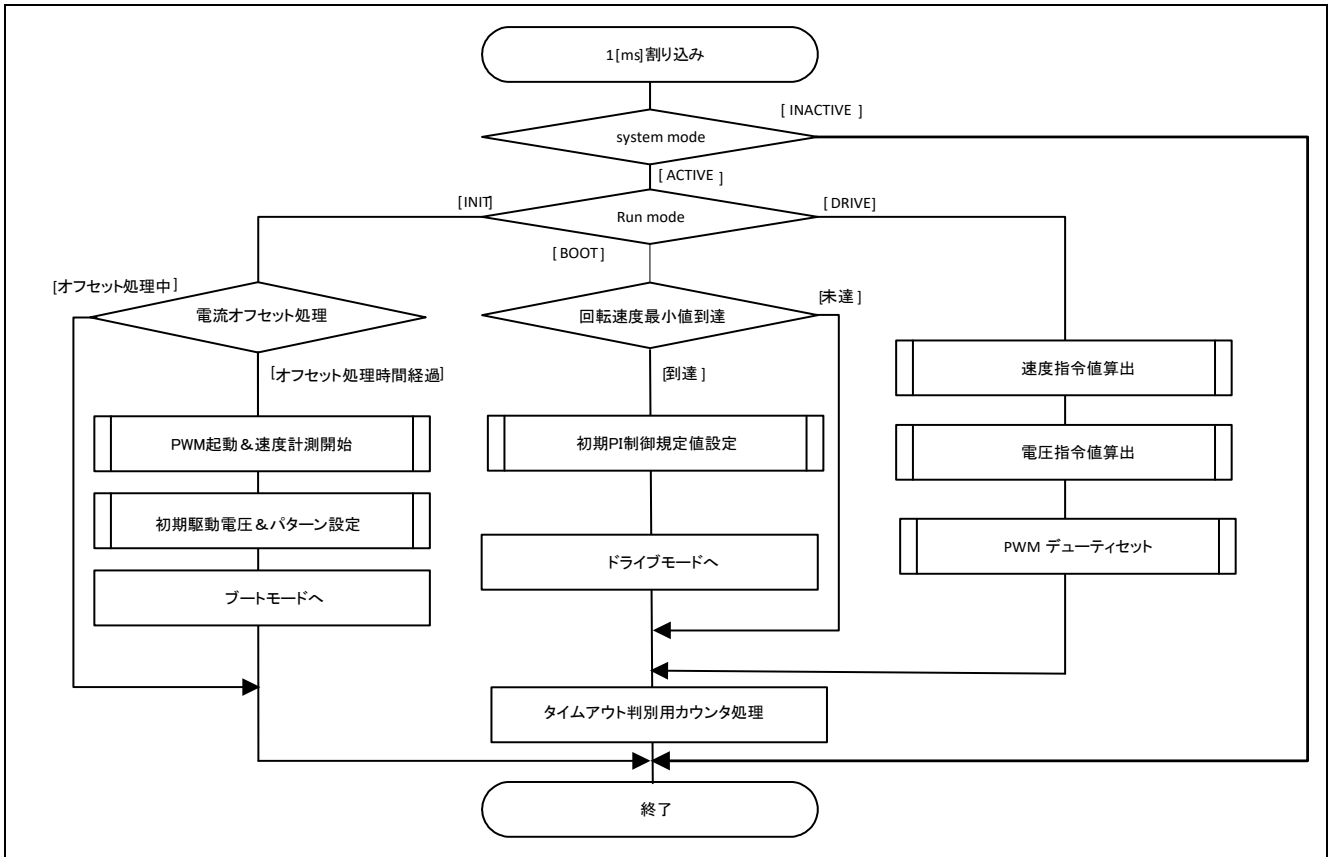 1[ms]割り込み
[ INACTIVE ]
system mode
[ ACTIVE ]
[INIT]
Run mode
[DRIVE]
[ BOOT ]
[オフセット処理中 ]
電流オフセット処理
回転速度最小値到達
[未達 ]
[オフセット処理時間経過]
[到達 ]
速度指令値算出
PWM起動&速度計測開始
初期PI制御規定値設定
電圧指令値算出
初期駆動電圧&パターン設定
ドライブモードへ
PWM デューティセット
ブートモードへ
タイムアウト判別用カウンタ処理
終了